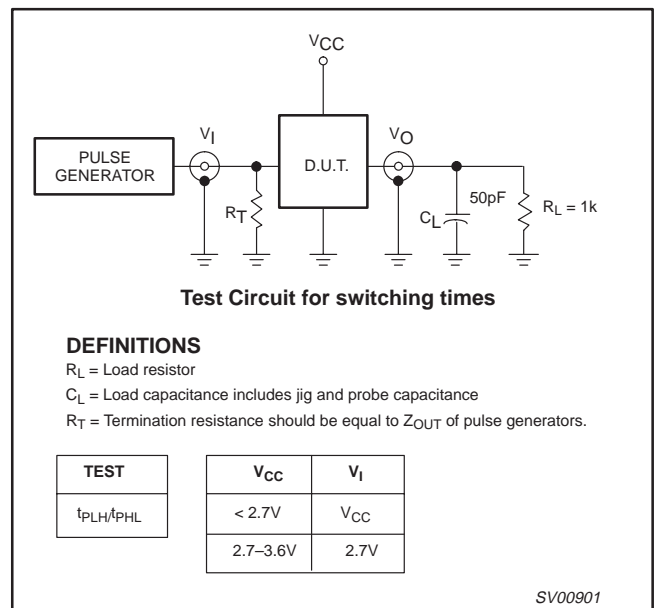 VCC
VI
VO
PULSE
GENERATOR
D.U.T.
RT
50pF
CL
RL = 1k
Test Circuit for switching times
DEFINITIONS
RL = Load resistor
CL = Load capacitance includes jig and probe capacitance
RT = Termination resistance should be equal to ZOUT of pulse generators.
TEST
tPLH/tPHL
VCC VI
< 2.7V VCC
2.7–3.6V 2.7V
SV00901